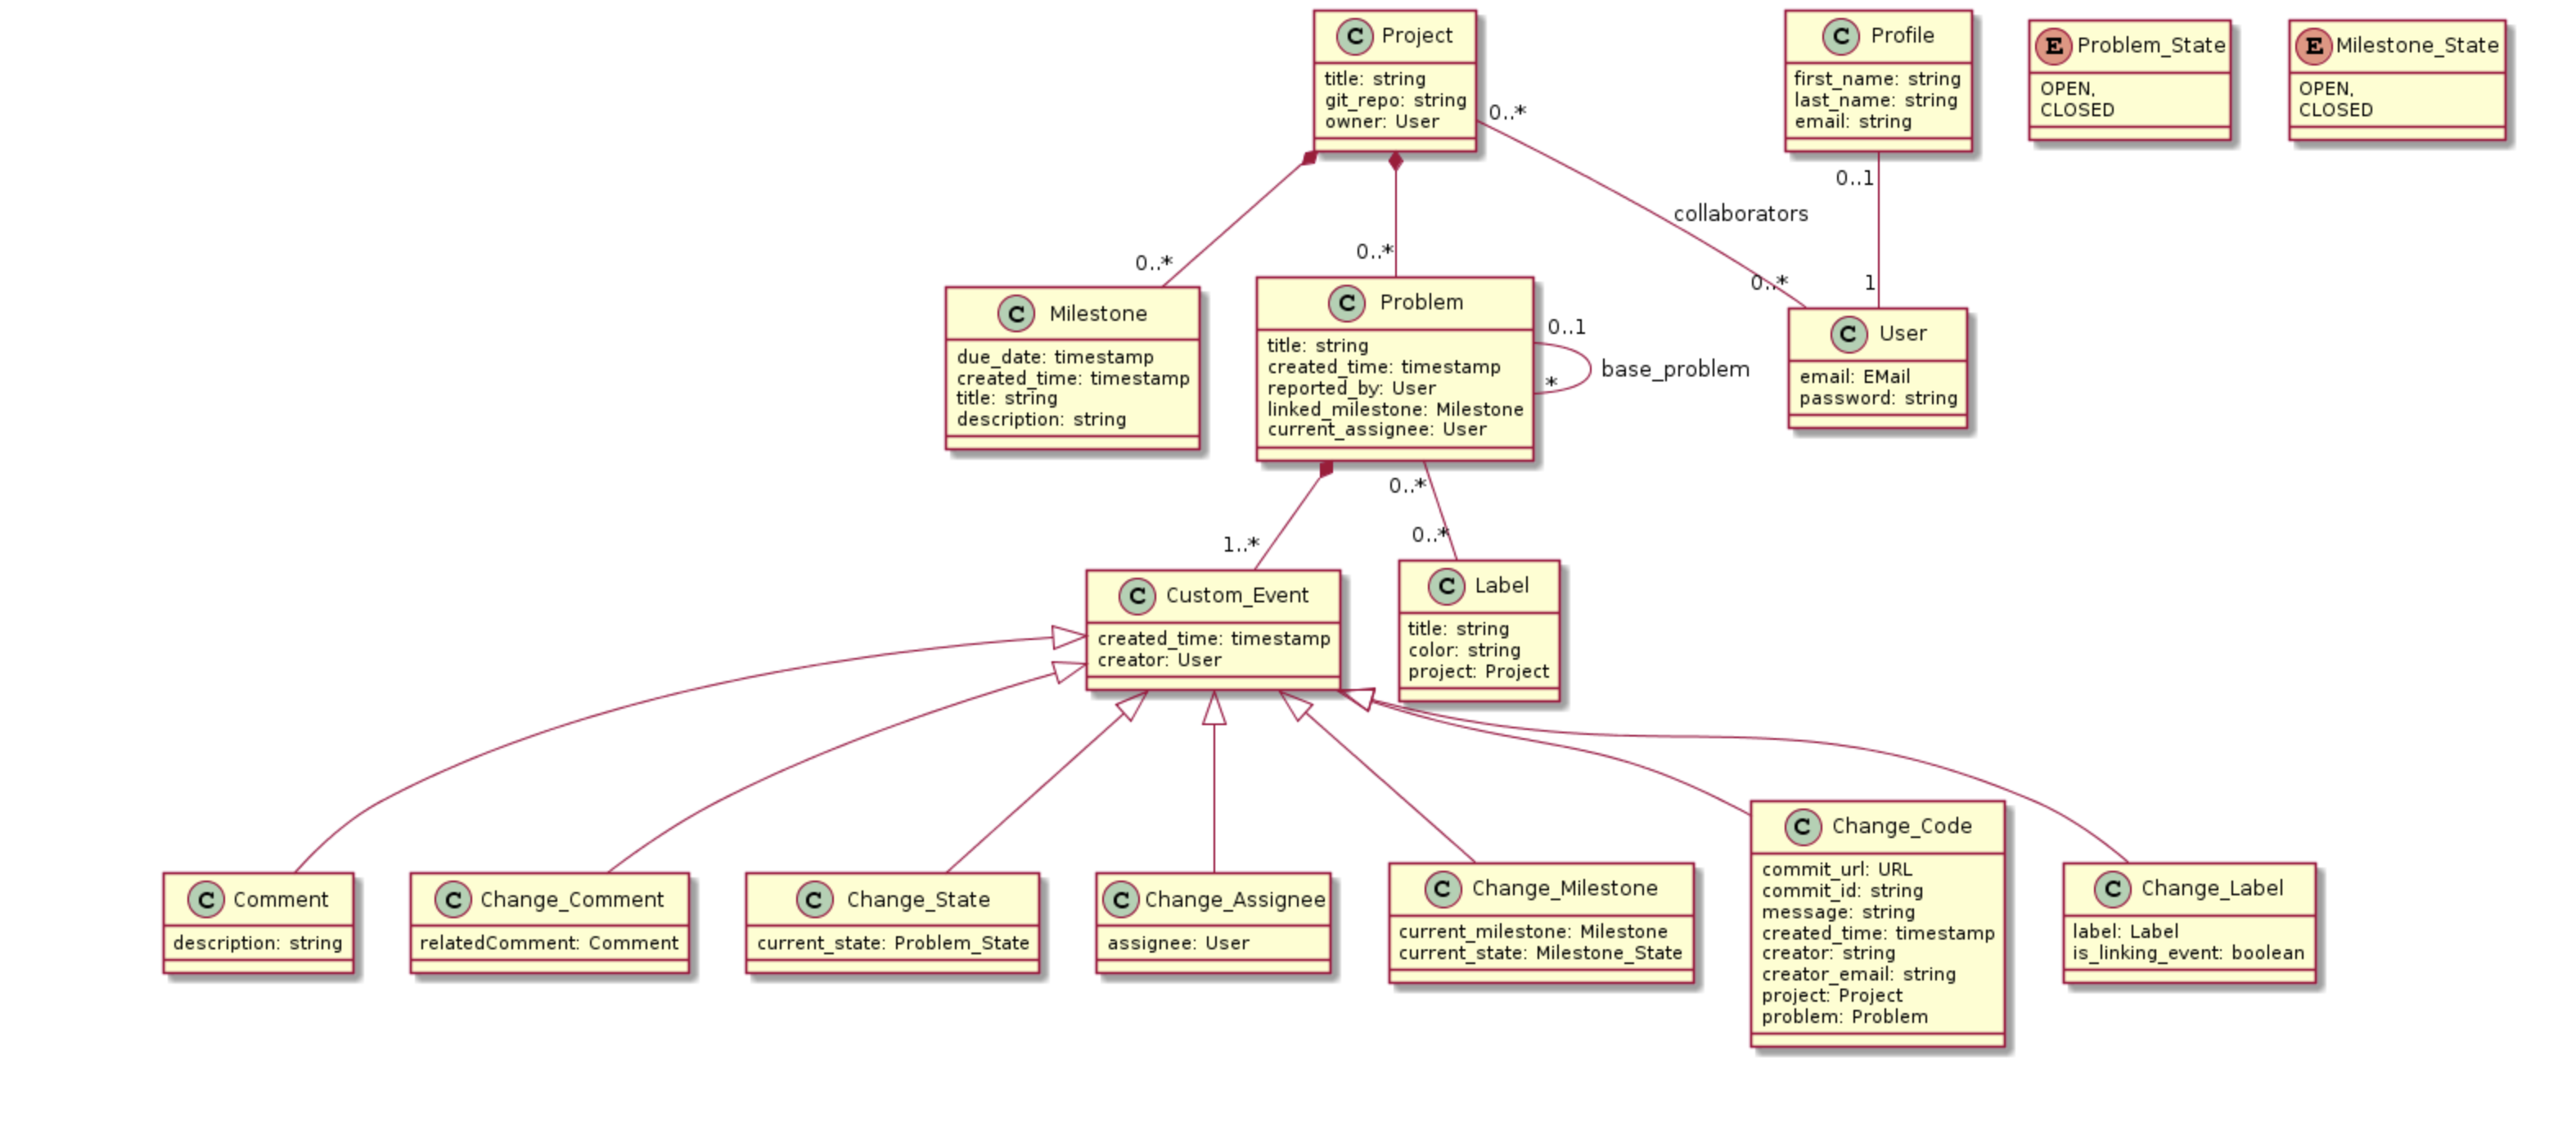 C Project
title: string
git_repo: string
owner: User
C Profile
first_name: string
last_name: string
email: string
E Problem_State
OPEN,
CLOSED
E Milestone_State
OPEN,
CLOSED
0..*
0..1
collaborators
0..*
0..*
0..*
1
C Milestone
due_date: timestamp
created_time: timestamp
title: string
description: string
C Problem
title: string
created_time: timestamp
reported_by: User
linked_milestone: Milestone
current_assignee: User
0..1
base_problem
*
C User
email: EMail
password: string
0..*
0..*
1..*
C Custom_Event
created_time: timestamp
creator: User
C Label
title: string
color: string
project: Project
C Comment
description: string
C Change_Comment
relatedComment: Comment
C Change_State
current_state: Problem_State
C Change_Assignee
assignee: User
C Change_Milestone
current_milestone: Milestone
current_state: Milestone_State
C Change_Code
commit_url: URL
commit_id: string
message: string
created_time: timestamp
creator: string
creator_email: string
project: Project
problem: Problem
C Change_Label
label: Label
is_linking_event: boolean